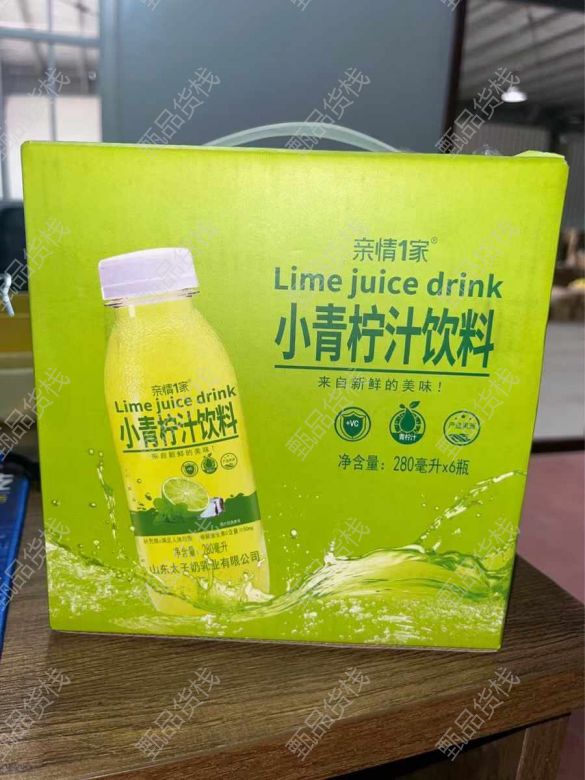 亲情1家®
Lime juice drink
小青柠汁饮料
来自新鲜的美味！
+VC
青柠汁
净含量：280毫升x6瓶
亲情1家
Lime juice drink
小青柠汁饮料
来自新鲜的美味！
净含量：280毫升
山东太子奶乳业有限公司
甄品货栈